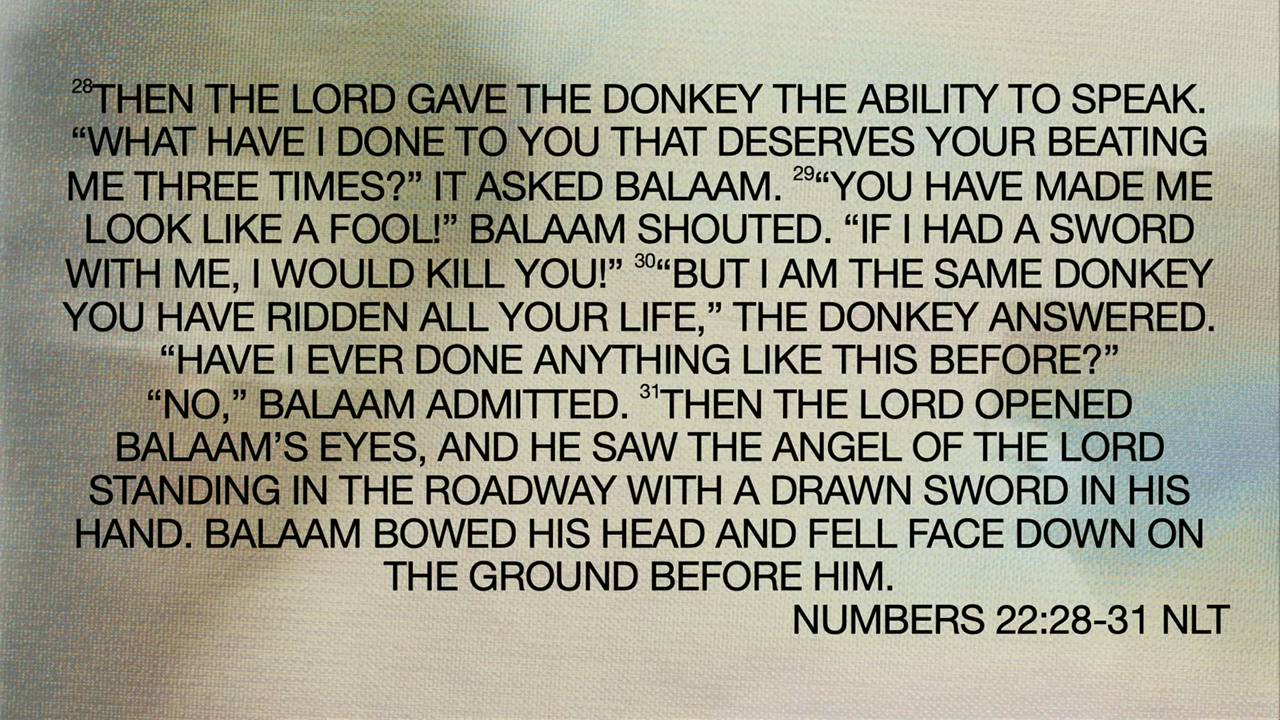 28THEN THE LORD GAVE THE DONKEY THE ABILITY TO SPEAK.
“WHAT HAVE I DONE TO YOU THAT DESERVES YOUR BEATING
ME THREE TIMES?” IT ASKED BALAAM. 29“YOU HAVE MADE ME
LOOK LIKE A FOOL!” BALAAM SHOUTED. “IF I HAD A SWORD
WITH ME, I WOULD KILL YOU!” 30“BUT I AM THE SAME DONKEY
YOU HAVE RIDDEN ALL YOUR LIFE,” THE DONKEY ANSWERED.
“HAVE I EVER DONE ANYTHING LIKE THIS BEFORE?”
“NO,” BALAAM ADMITTED. 31THEN THE LORD OPENED
BALAAM’S EYES, AND HE SAW THE ANGEL OF THE LORD
STANDING IN THE ROADWAY WITH A DRAWN SWORD IN HIS
HAND. BALAAM BOWED HIS HEAD AND FELL FACE DOWN ON
THE GROUND BEFORE HIM.
NUMBERS 22:28-31 NLT